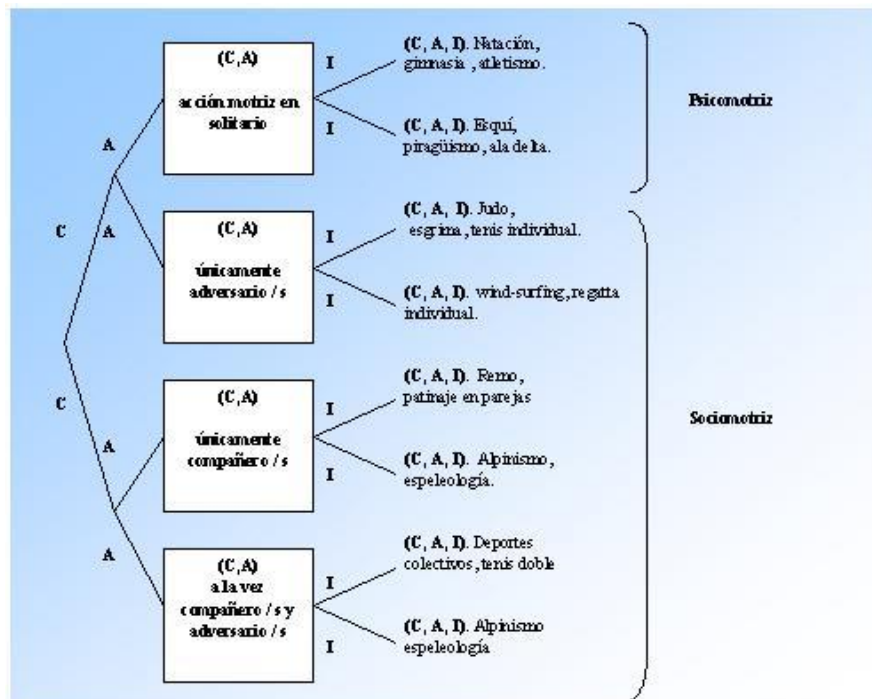 (C,A)
acción motriz en
solitario
I
I
(C, A, I). Natación,
gimnasia , atletismo.
(C, A, I). Esquí,
piragüismo, ala delta.
Psicomotriz
A
A
C
(C,A)
únicamente
adversario / s
I
I
(C, A, I). Judo,
esgrima , tenis individual.
(C, A, I). wind-surfing, regatta
individual.
C
A
A
(C,A)
únicamente
compañero / s
I
I
(C, A, I). Remo,
patinaje en parejas
(C, A, I). Alpinismo,
espeleología.
Sociomotriz
(C,A)
a la vez
compañero / s y
adversario / s
I
I
(C, A, I). Deportes
colectivos, tenis doble
(C, A, I). Alpinismo
espeleología